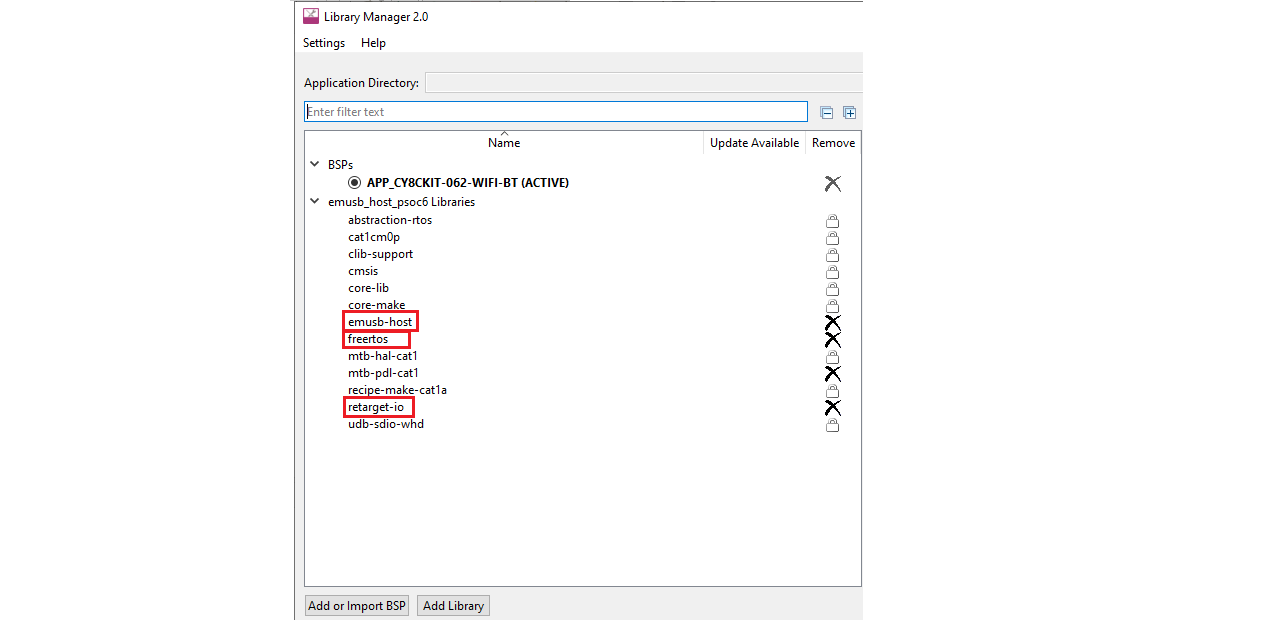 Library Manager 2.0
Settings Help
Application Directory:
Enter filter text
Name Update Available Remove
BSPs
APP_CY8CKIT-062-WIFI-BT (ACTIVE)
emusb_host_psoc6 Libraries
abstraction-rtos
cat1cm0p
clib-support
cmsis
core-lib
core-make
emusb-host
freertos
mtb-hal-cat1
mtb-pdl-cat1
recipe-make-cat1a
retarget-io
udb-sdio-whd
Add or Import BSP Add Library